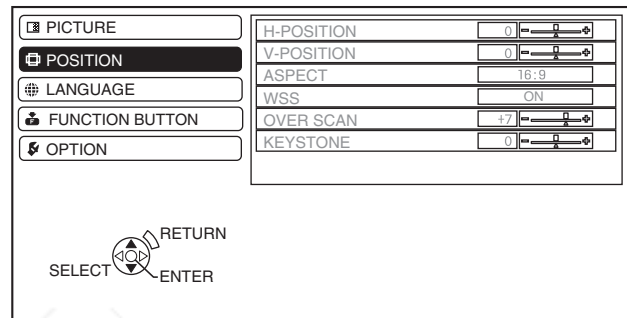 PICTURE
POSITION
LANGUAGE
FUNCTION BUTTON
OPTION
H-POSITION 0
V-POSITION 0
ASPECT 16:9
WSS ON
OVER SCAN +7
KEYSTONE 0
RETURN
SELECT
ENTER